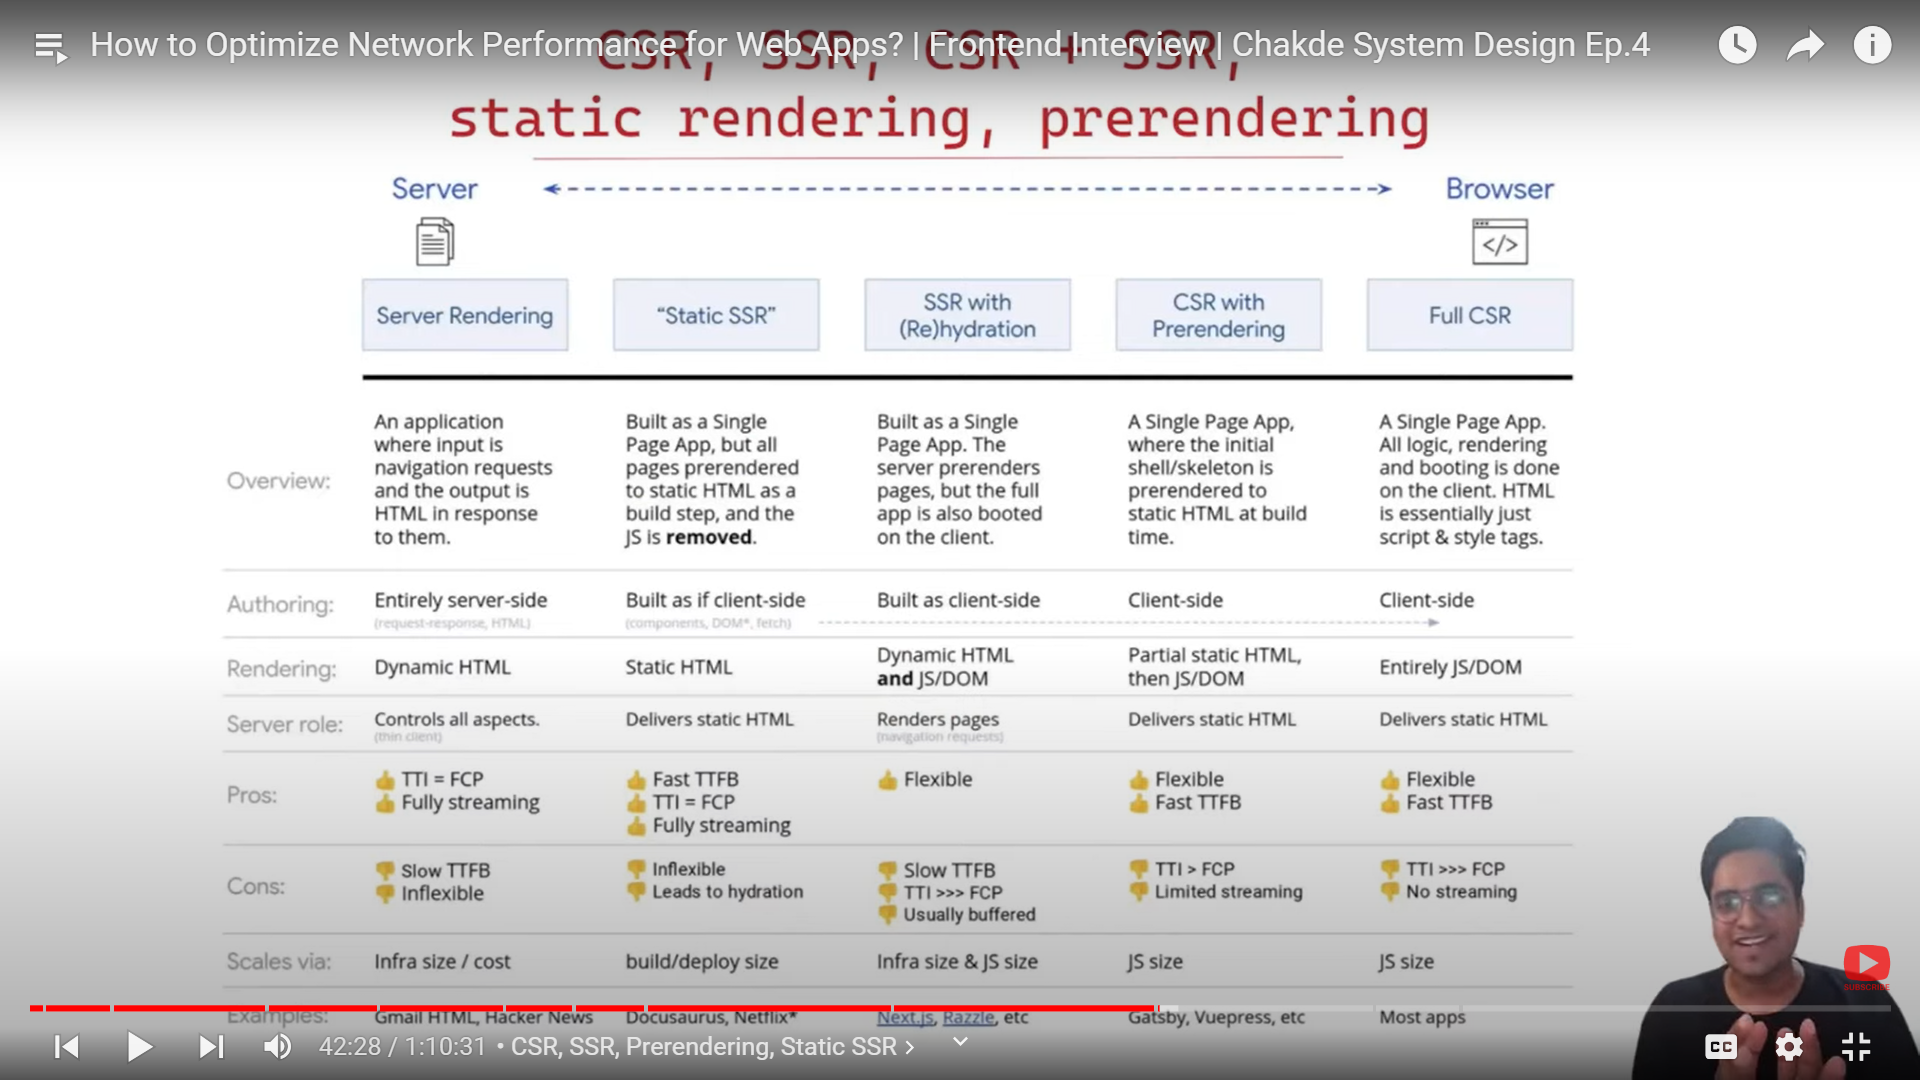 How to Optimize Network Performance for Web Apps? | Frontend Interview | Chakde System Design Ep.4
CSR, SSR, CSR + SSR,
static rendering, prerendering
Server
Browser
</>
Server Rendering
"Static SSR"
SSR with
(Re)hydration
CSR with
Prerendering
Full CSR
Overview:
An application
where input is
navigation requests
and the output is
HTML in response
to them.
Built as a Single
Page App, but all
pages prerendered
to static HTML as a
build step, and the
JS is removed.
Built as a Single
Page App. The
server prerenders
pages, but the full
app is also booted
on the client.
A Single Page App,
where the initial
shell/skeleton is
prerendered to
static HTML at build
time.
A Single Page App.
All logic, rendering
and booting is done
on the client. HTML
is essentially just
script & style tags.
Authoring:
Entirely server-side
(request-response, HTML)
Built as if client-side
(components, DOM*, fetch)
Built as client-side
Client-side
Client-side
Rendering:
Dynamic HTML
Static HTML
Dynamic HTML
and JS/DOM
Partial static HTML,
then JS/DOM
Entirely JS/DOM
Server role:
Controls all aspects.
(thin client)
Delivers static HTML
Renders pages
(navigation requests)
Delivers static HTML
Delivers static HTML
Pros:
👍 TTI = FCP
👍 Fully streaming
👍 Fast TTFB
👍 TTI = FCP
👍 Fully streaming
👍 Flexible
👍 Flexible
👍 Fast TTFB
👍 Flexible
👍 Fast TTFB
Cons:
👎 Slow TTFB
👎 Inflexible
👎 Inflexible
👎 Leads to hydration
👎 Slow TTFB
👎 TTI >>> FCP
👎 Usually buffered
👎 TTI > FCP
👎 Limited streaming
👎 TTI >>> FCP
👎 No streaming
Scales via:
Infra size / cost
build/deploy size
Infra size & JS size
JS size
JS size
Examples:
Gmail HTML, Hacker News
Docusaurus, Netflix*
Next.js, Razzle, etc
Gatsby, Vuepress, etc
Most apps
SUBSCRIBE
42:28 / 1:10:31 • CSR, SSR, Prerendering, Static SSR
CC